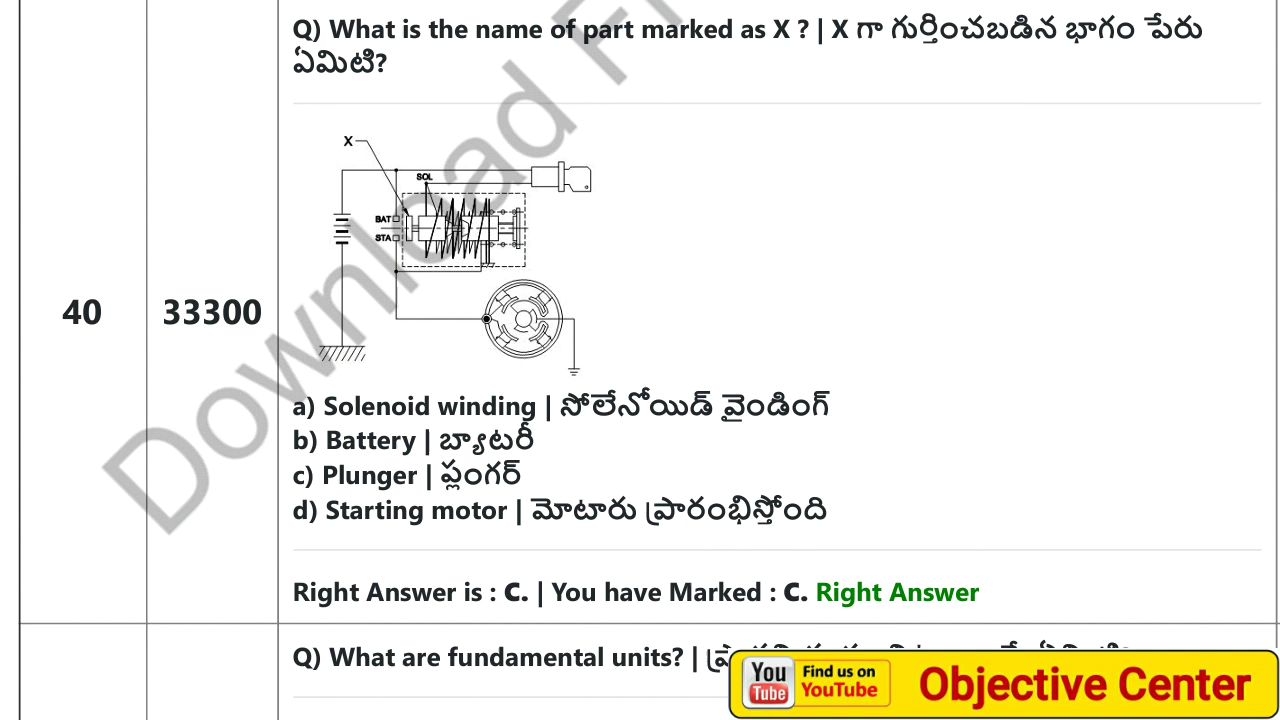 Q) What is the name of part marked as X ? | X గా గుర్తించబడిన భాగం పేరు
ఏమిటి?
X
SOL
BAT
STA
40
33300
a) Solenoid winding | సోలేనోయిడ్ వైండింగ్
b) Battery | బ్యాటరీ
c) Plunger | ప్లంగర్
d) Starting motor | మోటారు ప్రారంభిస్తోంది
Right Answer is : C. | You have Marked : C. Right Answer
Q) What are fundamental units? |
Download
You Tube
Find us on
YouTube
Objective Center